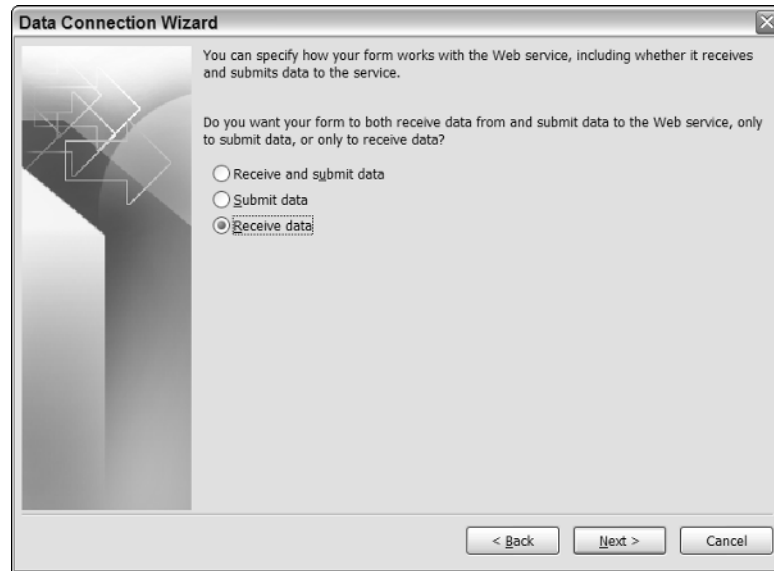 Data Connection Wizard
You can specify how your form works with the Web service, including whether it receives
and submits data to the service.
Do you want your form to both receive data from and submit data to the Web service, only
to submit data, or only to receive data?
Receive and submit data
Submit data
Receive data
< Back
Next >
Cancel